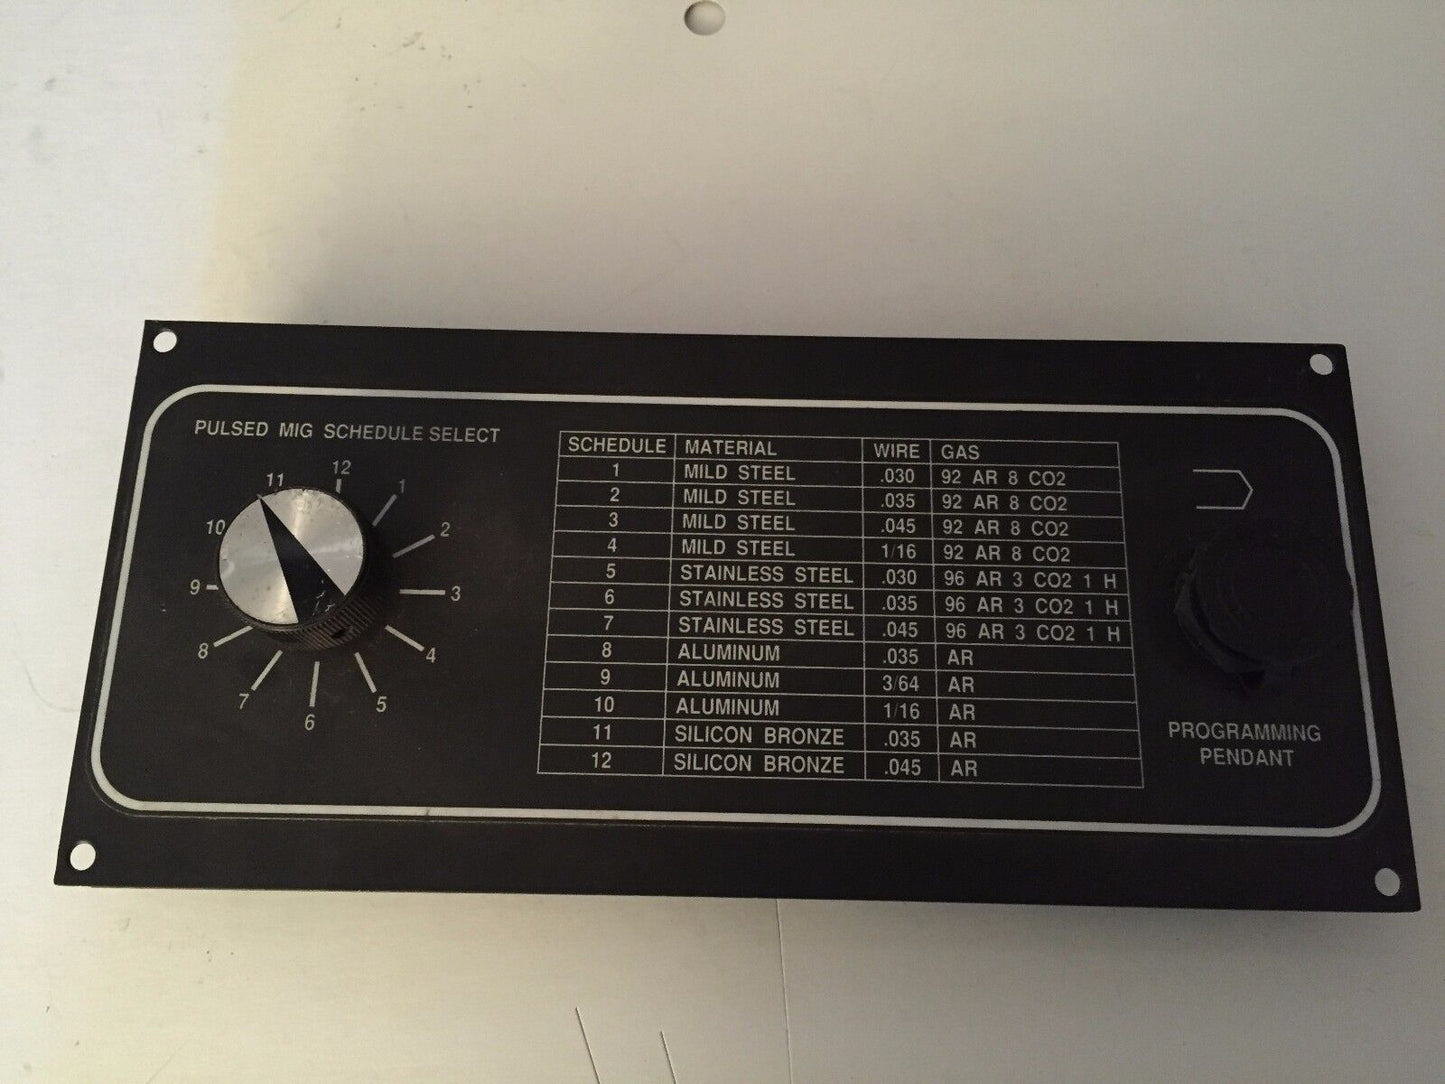 PULSED MIG SCHEDULE SELECT
12
11
1
10
2
9
3
8
4
7
5
6
SCHEDULE MATERIAL WIRE GAS
1 MILD STEEL .030 92 AR 8 CO2
2 MILD STEEL .035 92 AR 8 CO2
3 MILD STEEL .045 92 AR 8 CO2
4 MILD STEEL 1/16 92 AR 8 CO2
5 STAINLESS STEEL .030 96 AR 3 CO2 1 H
6 STAINLESS STEEL .035 96 AR 3 CO2 1 H
7 STAINLESS STEEL .045 96 AR 3 CO2 1 H
8 ALUMINUM .035 AR
9 ALUMINUM 3/64 AR
10 ALUMINUM 1/16 AR
11 SILICON BRONZE .035 AR
12 SILICON BRONZE .045 AR
PROGRAMMING
PENDANT